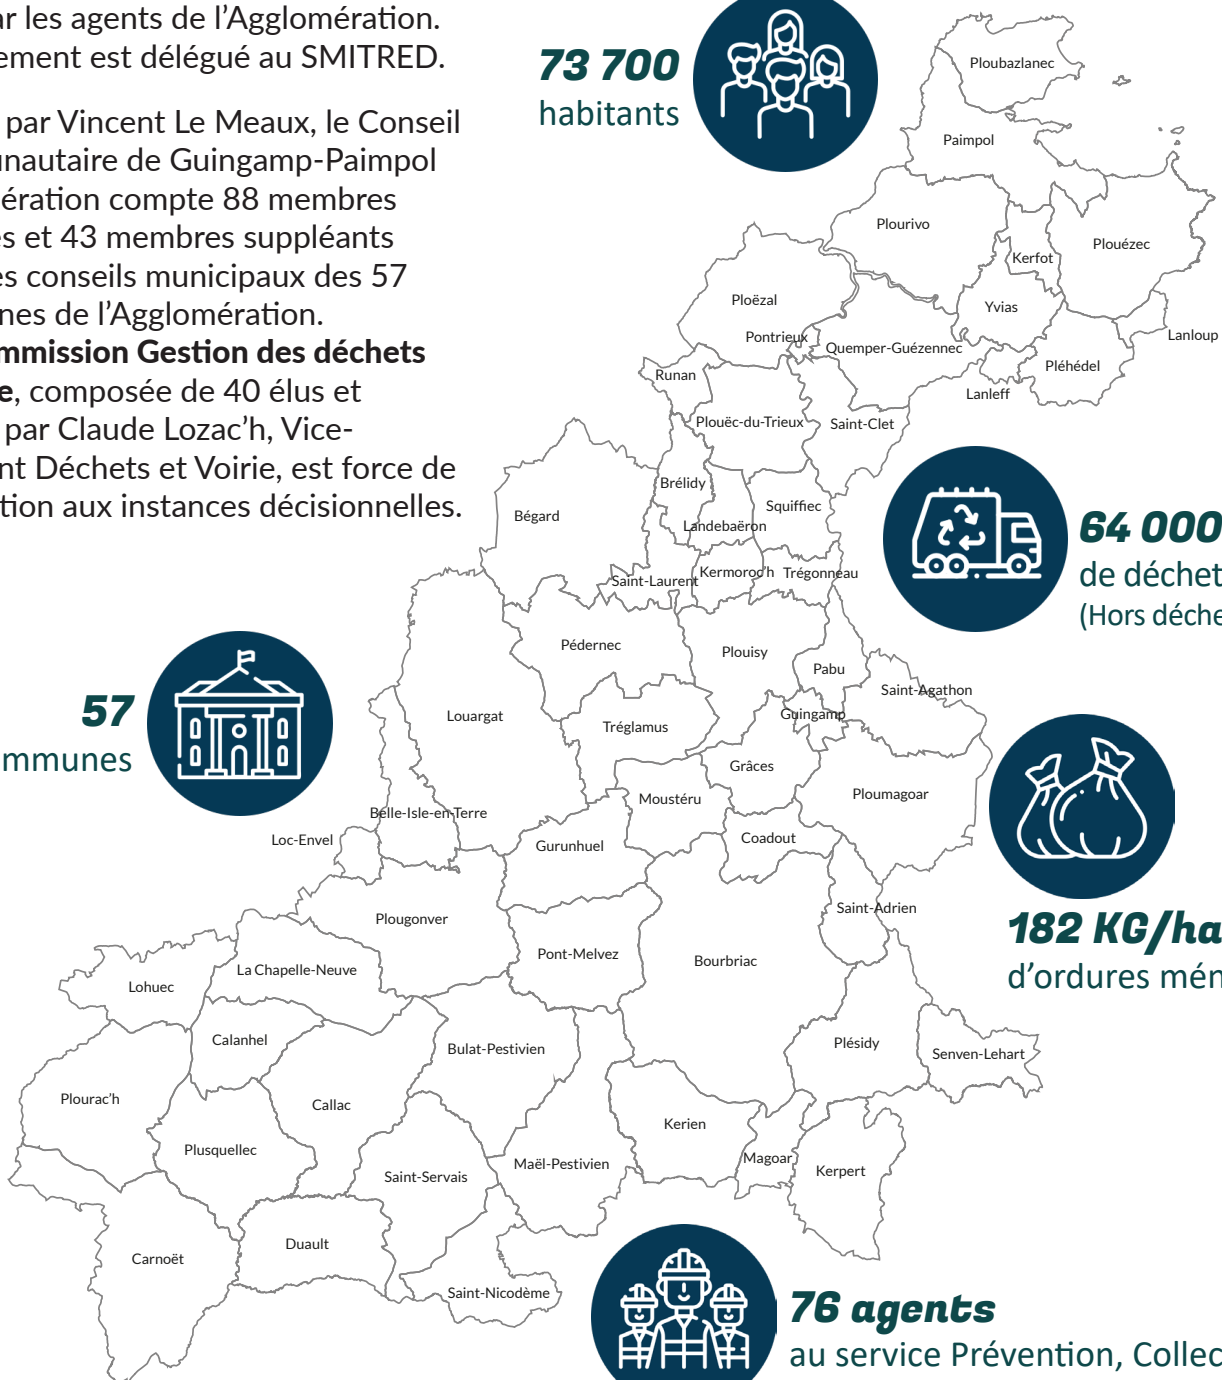 ar les agents de l’Agglomération.
ement est délégué au SMITRED.
par Vincent Le Meaux, le Conseil
unautaire de Guingamp-Paimpol
ération compte 88 membres
s et 43 membres suppléants
es conseils municipaux des 57
nes de l’Agglomération.
mmission Gestion des déchets
e, composée de 40 élus et
par Claude Lozac’h, Vice-
nt Déchets et Voirie, est force de
tion aux instances décisionnelles.
73 700
habitants
Ploubazlanec
Paimpol
Plourivo
Plouézec
Kerfot
Ploëzal
Yvias
Pontrieux
Quemper-Guézennec
Lanloup
Pléhédel
Runan
Lanleff
Plouëc-du-Trieux
Saint-Clet
Brélidy
Squiffiec
Bégard
Landebaëron
64 000
de déchet
(Hors déche
Saint-Laurent
Kermoroc'h
Trégonneau
Pédernec
Plouisy
Pabu
Saint-Agathon
57
mmunes
Louargat
Guingamp
Tréglamus
Grâces
Moustéru
Ploumagoar
Belle-Isle-en-Terre
Loc-Envel
Gurunhuel
Coadout
Saint-Adrien
182 KG/ha
d’ordures mén
Plougonver
Pont-Melvez
Bourbriac
La Chapelle-Neuve
Lohuec
Calanhel
Bulat-Pestivien
Plésidy
Senven-Lehart
Plourac'h
Callac
Kerien
Plusquellec
Magoar
Maël-Pestivien
Kerpert
Saint-Servais
Duault
Carnoët
Saint-Nicodème
76 agents
au service Prévention, Collec